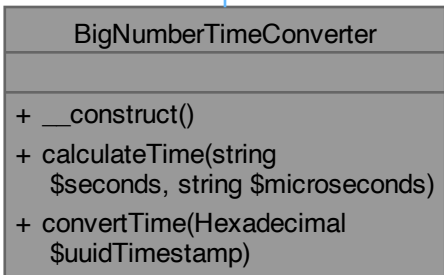 BigNumberTimeConverter
+ __construct()
+ calculateTime(string
$seconds, string $microseconds)
+ convertTime(Hexadecimal
$uuidTimestamp)